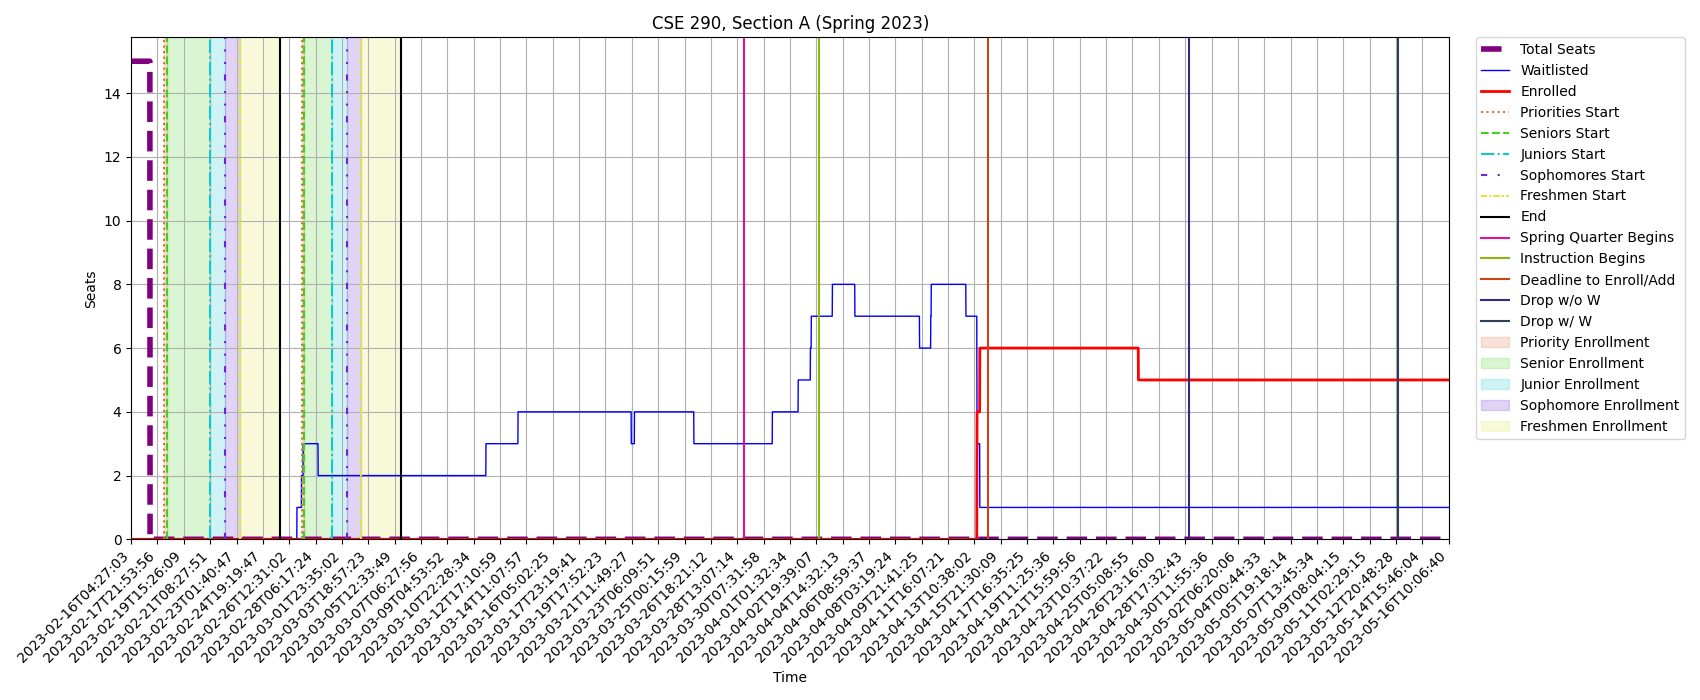 CSE 290, Section A (Spring 2023)
Seats
14
12
10
8
6
4
2
0
2023-02-16T04:27:03
2023-02-17T21:53:56
2023-02-19T15:26:09
2023-02-21T08:27:51
2023-02-23T01:40:47
2023-02-24T19:19:47
2023-02-26T12:31:02
2023-02-28T06:17:24
2023-03-01T23:35:02
2023-03-03T18:57:23
2023-03-05T12:33:49
2023-03-07T06:27:56
2023-03-09T04:53:52
2023-03-10T22:28:34
2023-03-12T17:10:59
2023-03-14T11:07:57
2023-03-16T05:02:25
2023-03-17T23:19:41
2023-03-19T17:52:23
2023-03-21T11:49:27
2023-03-23T06:09:51
2023-03-25T00:15:59
2023-03-26T18:21:12
2023-03-28T13:07:14
2023-03-30T07:31:58
2023-04-01T01:32:34
2023-04-02T19:39:07
2023-04-04T14:32:13
2023-04-06T08:59:37
2023-04-08T03:19:24
2023-04-09T21:41:25
2023-04-11T16:07:21
2023-04-13T10:38:02
2023-04-15T21:30:09
2023-04-17T16:35:25
2023-04-19T11:25:36
2023-04-21T15:59:56
2023-04-23T10:37:22
2023-04-25T05:08:55
2023-04-26T23:16:00
2023-04-28T17:32:43
2023-04-30T11:55:36
2023-05-02T06:20:06
2023-05-04T00:44:33
2023-05-05T19:18:14
2023-05-07T13:45:34
2023-05-09T08:04:15
2023-05-11T02:29:15
2023-05-12T20:48:28
2023-05-14T15:46:04
2023-05-16T10:06:40
Time
Total Seats
Waitlisted
Enrolled
Priorities Start
Seniors Start
Juniors Start
Sophomores Start
Freshmen Start
End
Spring Quarter Begins
Instruction Begins
Deadline to Enroll/Add
Drop w/o W
Drop w/ W
Priority Enrollment
Senior Enrollment
Junior Enrollment
Sophomore Enrollment
Freshmen Enrollment